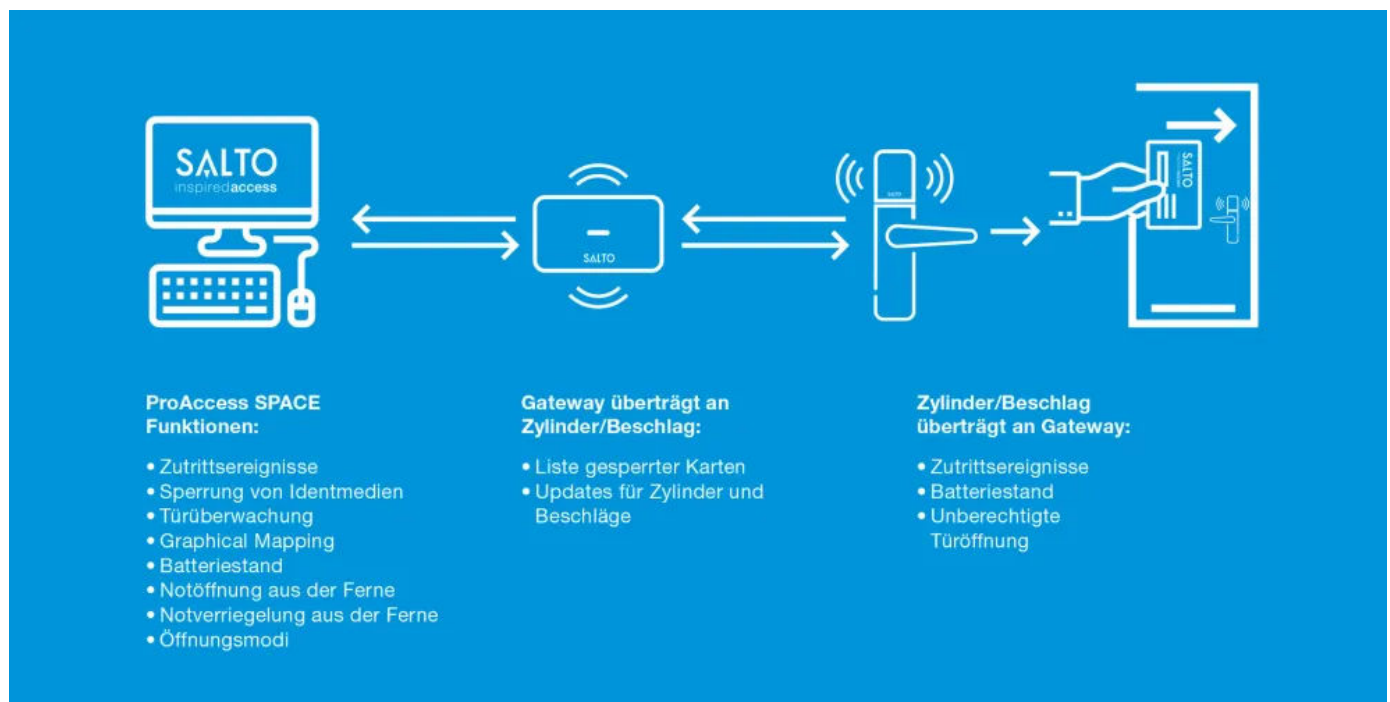 SALTO
inspiredaccess
SALTO
SALTO
SALTO
ProAccess SPACE
Funktionen:
• Zutrittsereignisse
• Sperrung von Identmedien
• Türüberwachung
• Graphical Mapping
• Batteriestand
• Notöffnung aus der Ferne
• Notverriegelung aus der Ferne
• Öffnungsmodi
Gateway überträgt an
Zylinder/Beschlag:
• Liste gesperrter Karten
• Updates für Zylinder und
Beschläge
Zylinder/Beschlag
überträgt an Gateway:
• Zutrittsereignisse
• Batteriestand
• Unberechtigte
Türöffnung